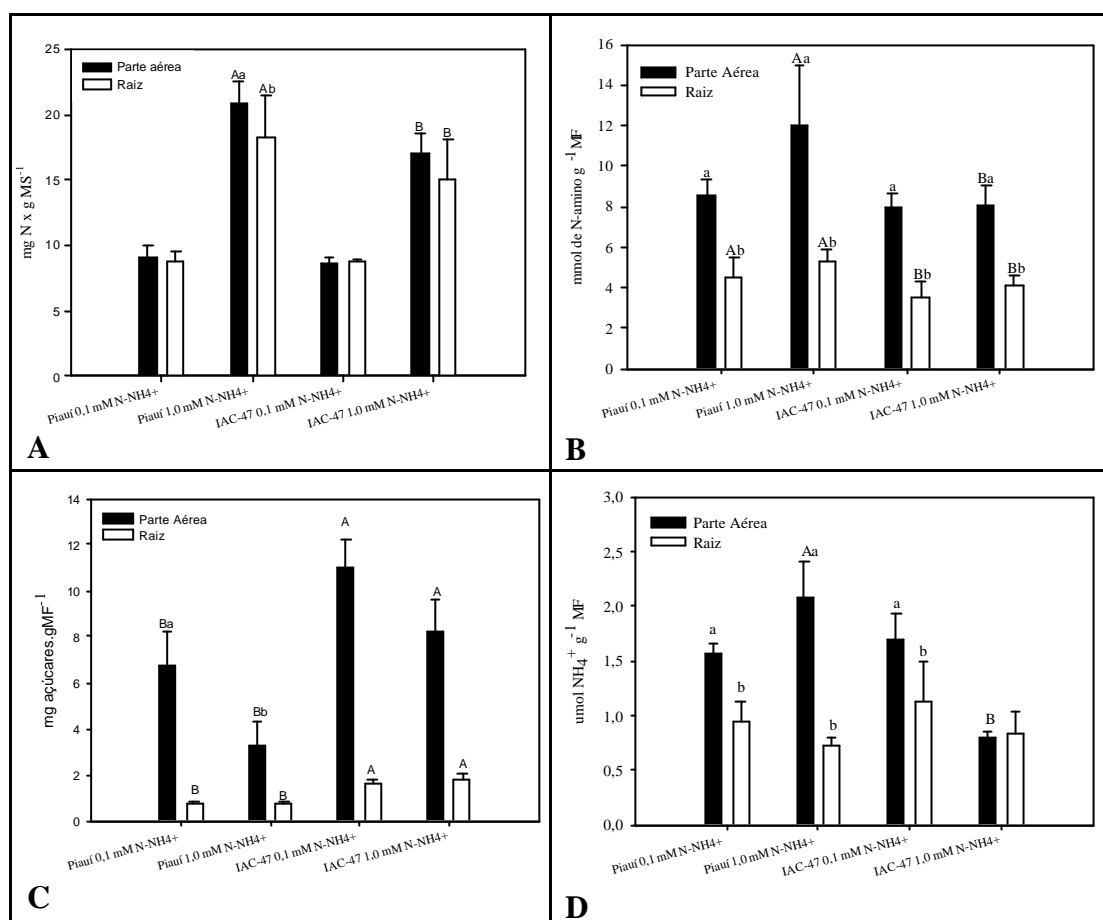 25
20
15
10
5
0
mg N x g MS-1
Parte aérea
Raiz
Aa
Ab
B B
Piauí 0,1 mM N-NH4+
Piauí 1,0 mM N-NH4+
IAC-47 0,1 mM N-NH4+
IAC-47 1,0 mM N-NH4+
A
16
14
12
10
8
6
4
2
0
mmol de N-amino g -1 MF
Parte Aérea
Raiz
a
Ab
Aa
Ab
a
Bb
Ba
Bb
Piauí 0,1 mM N-NH4+
Piauí 1,0 mM N-NH4+
IAC-47 0,1 mM N-NH4+
IAC-47 1,0 mM N-NH4+
B
14
12
10
8
6
4
2
0
mg açúcares.gMF-1
Parte Aérea
Raiz
Ba
B
Bb
B
A
A
A
A
Piauí 0,1 mM N-NH4+
Piauí 1,0 mM N-NH4+
IAC-47 0,1 mM N-NH4+
IAC-47 1,0 mM N-NH4+
C
3,0
2,5
2,0
1,5
1,0
0,5
0,0
umol NH4+ g-1 MF
Parte Aérea
Raiz
a
b
Aa
b
a
b
B
Piauí 0,1 mM N-NH4+
Piauí 1,0 mM N-NH4+
IAC-47 0,1 mM N-NH4+
IAC-47 1,0 mM N-NH4+
D